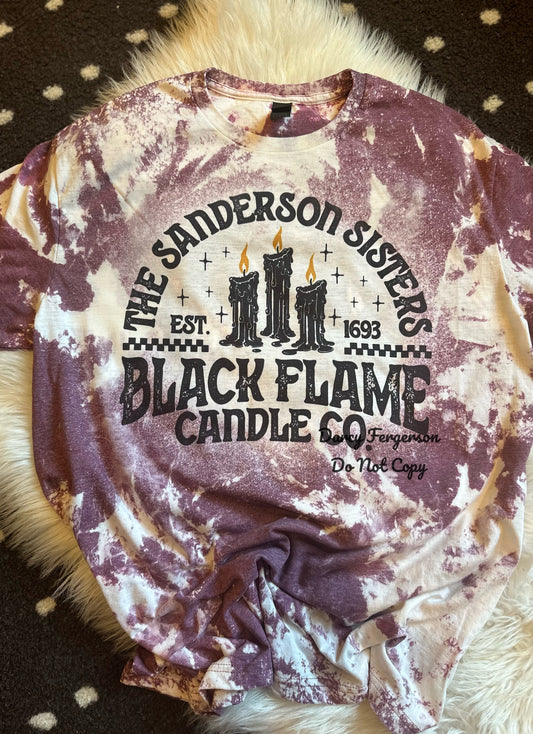 THE SANDERSON SISTERS
EST. 1693
BLACK FLAME
CANDLE CO.
Darcy Fergerson
Do Not Copy